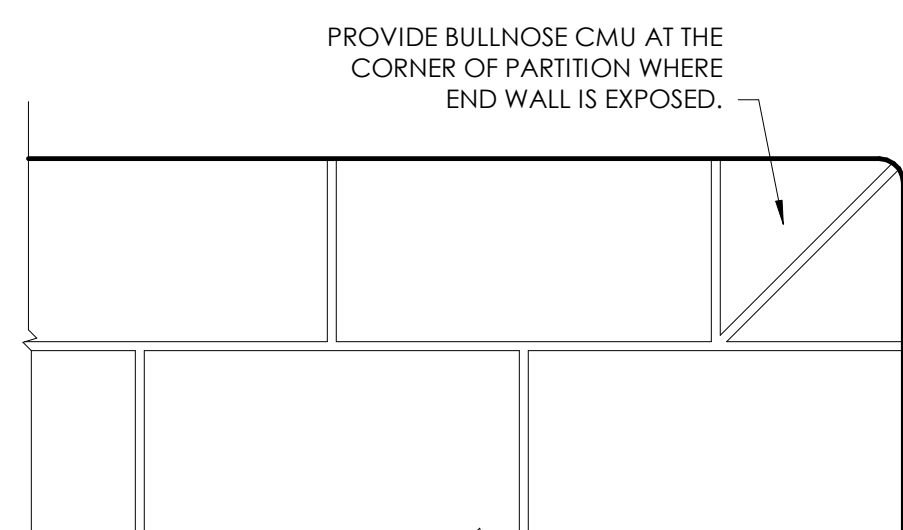 PROVIDE BULLNOSE CMU AT THE
CORNER OF PARTITION WHERE
END WALL IS EXPOSED.